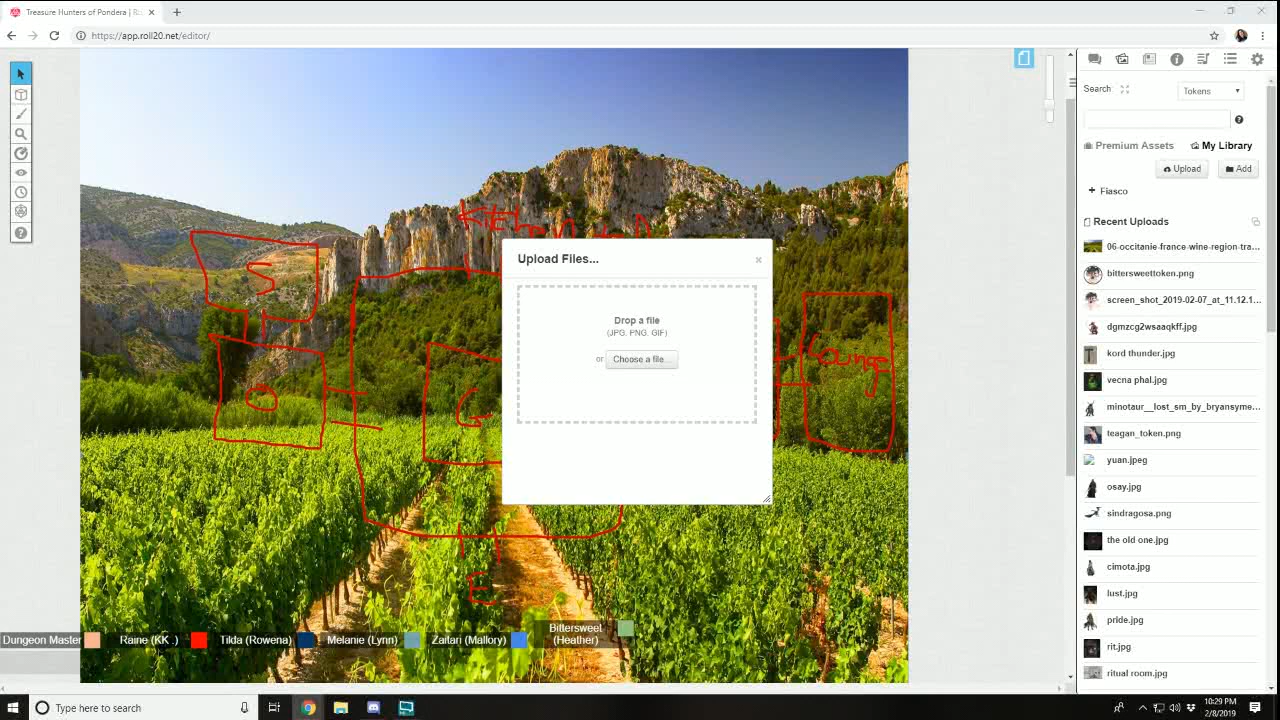 Treasure Hunters of Pondera | R
https://app.roll20.net/editor/
Search:
Tokens
Premium Assets
My Library
Upload
Add
Fiasco
Recent Uploads
06-occitanie-france-wine-region-tra...
bittersweettoken.png
screen_shot_2019-02-07_at_11.12.1...
dgmzcg2wsaaqkff.jpg
kord thunder.jpg
vecna phal.jpg
minotaur__lost_sm_by_bryansyme...
teagan_token.png
yuan.jpeg
osay.jpg
sindragosa.png
the old one.jpg
cimota.jpg
lust.jpg
pride.jpg
rit.jpg
ritual room.jpg
Kitchen
S
O
G
Lounge
E
Upload Files...
Drop a file
(JPG, PNG, GIF)
or Choose a file...
Dungeon Master
Raine (KK .)
Tilda (Rowena)
Melanie (Lynn)
Zaitari (Mallory)
Bittersweet
(Heather)
Type here to search
10:29 PM
2/8/2019